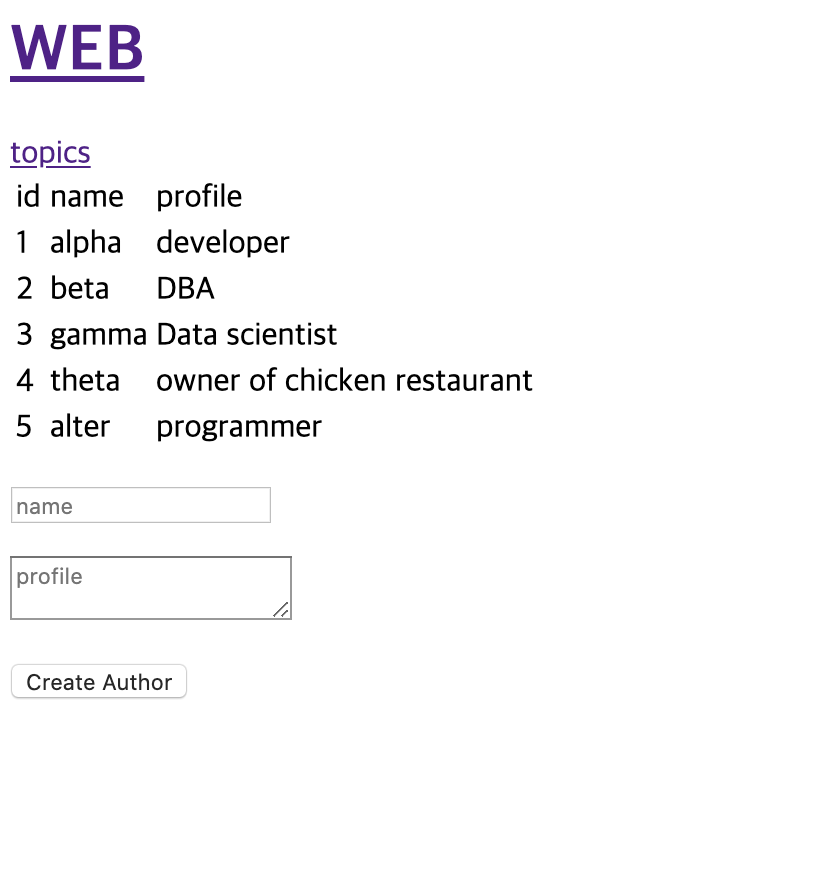 WEB
topics
id name profile
1 alpha developer
2 beta DBA
3 gamma Data scientist
4 theta owner of chicken restaurant
5 alter programmer
name
profile
Create Author